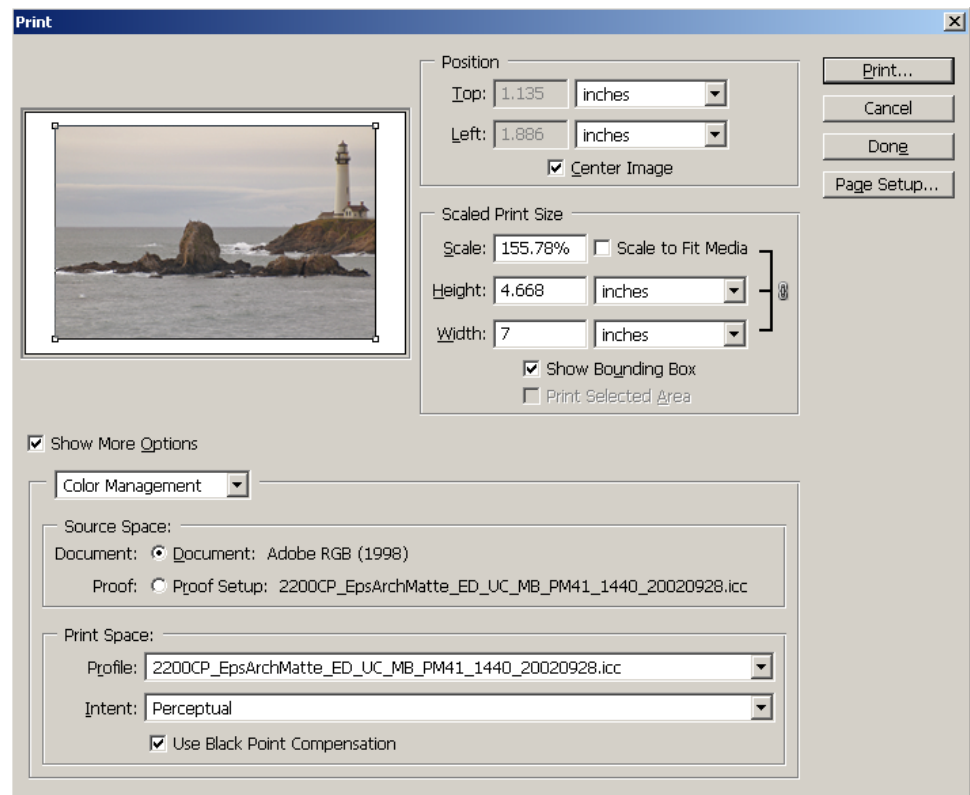 Print
Position
Top: 1.135 inches
Left: 1.886 inches
Center Image
Print...
Cancel
Done
Page Setup...
Scaled Print Size
Scale: 155.78% Scale to Fit Media
Height: 4.668 inches
Width: 7 inches
Show Bounding Box
Print Selected Area
Show More Options
Color Management
Source Space:
Document: Document: Adobe RGB (1998)
Proof: Proof Setup: 2200CP_EpsArchMatte_ED_UC_MB_PM41_1440_20020928.icc
Print Space:
Profile: 2200CP_EpsArchMatte_ED_UC_MB_PM41_1440_20020928.icc
Intent: Perceptual
Use Black Point Compensation